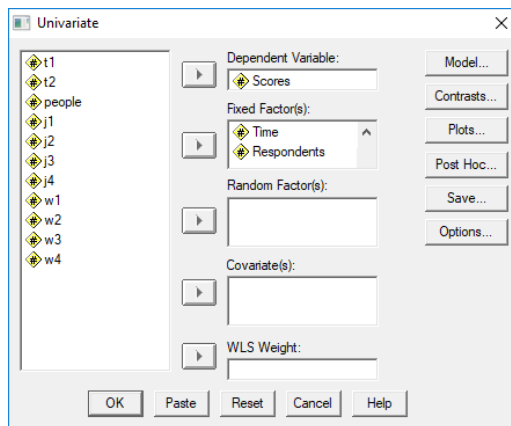 Univariate
t1
t2
people
j1
j2
j3
j4
w1
w2
w3
w4
Dependent Variable:
Scores
Fixed Factor(s):
Time
Respondents
Random Factor(s):
Covariate(s):
WLS Weight:
Model...
Contrasts...
Plots...
Post Hoc...
Save...
Options...
OK Paste Reset Cancel Help